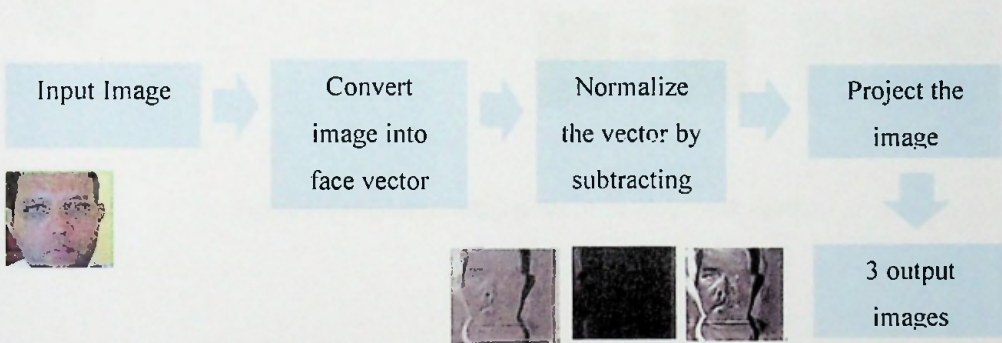 Input Image
Convert
image into
face vector
Normalize
the vector by
subtracting
Project the
image
3 output
images